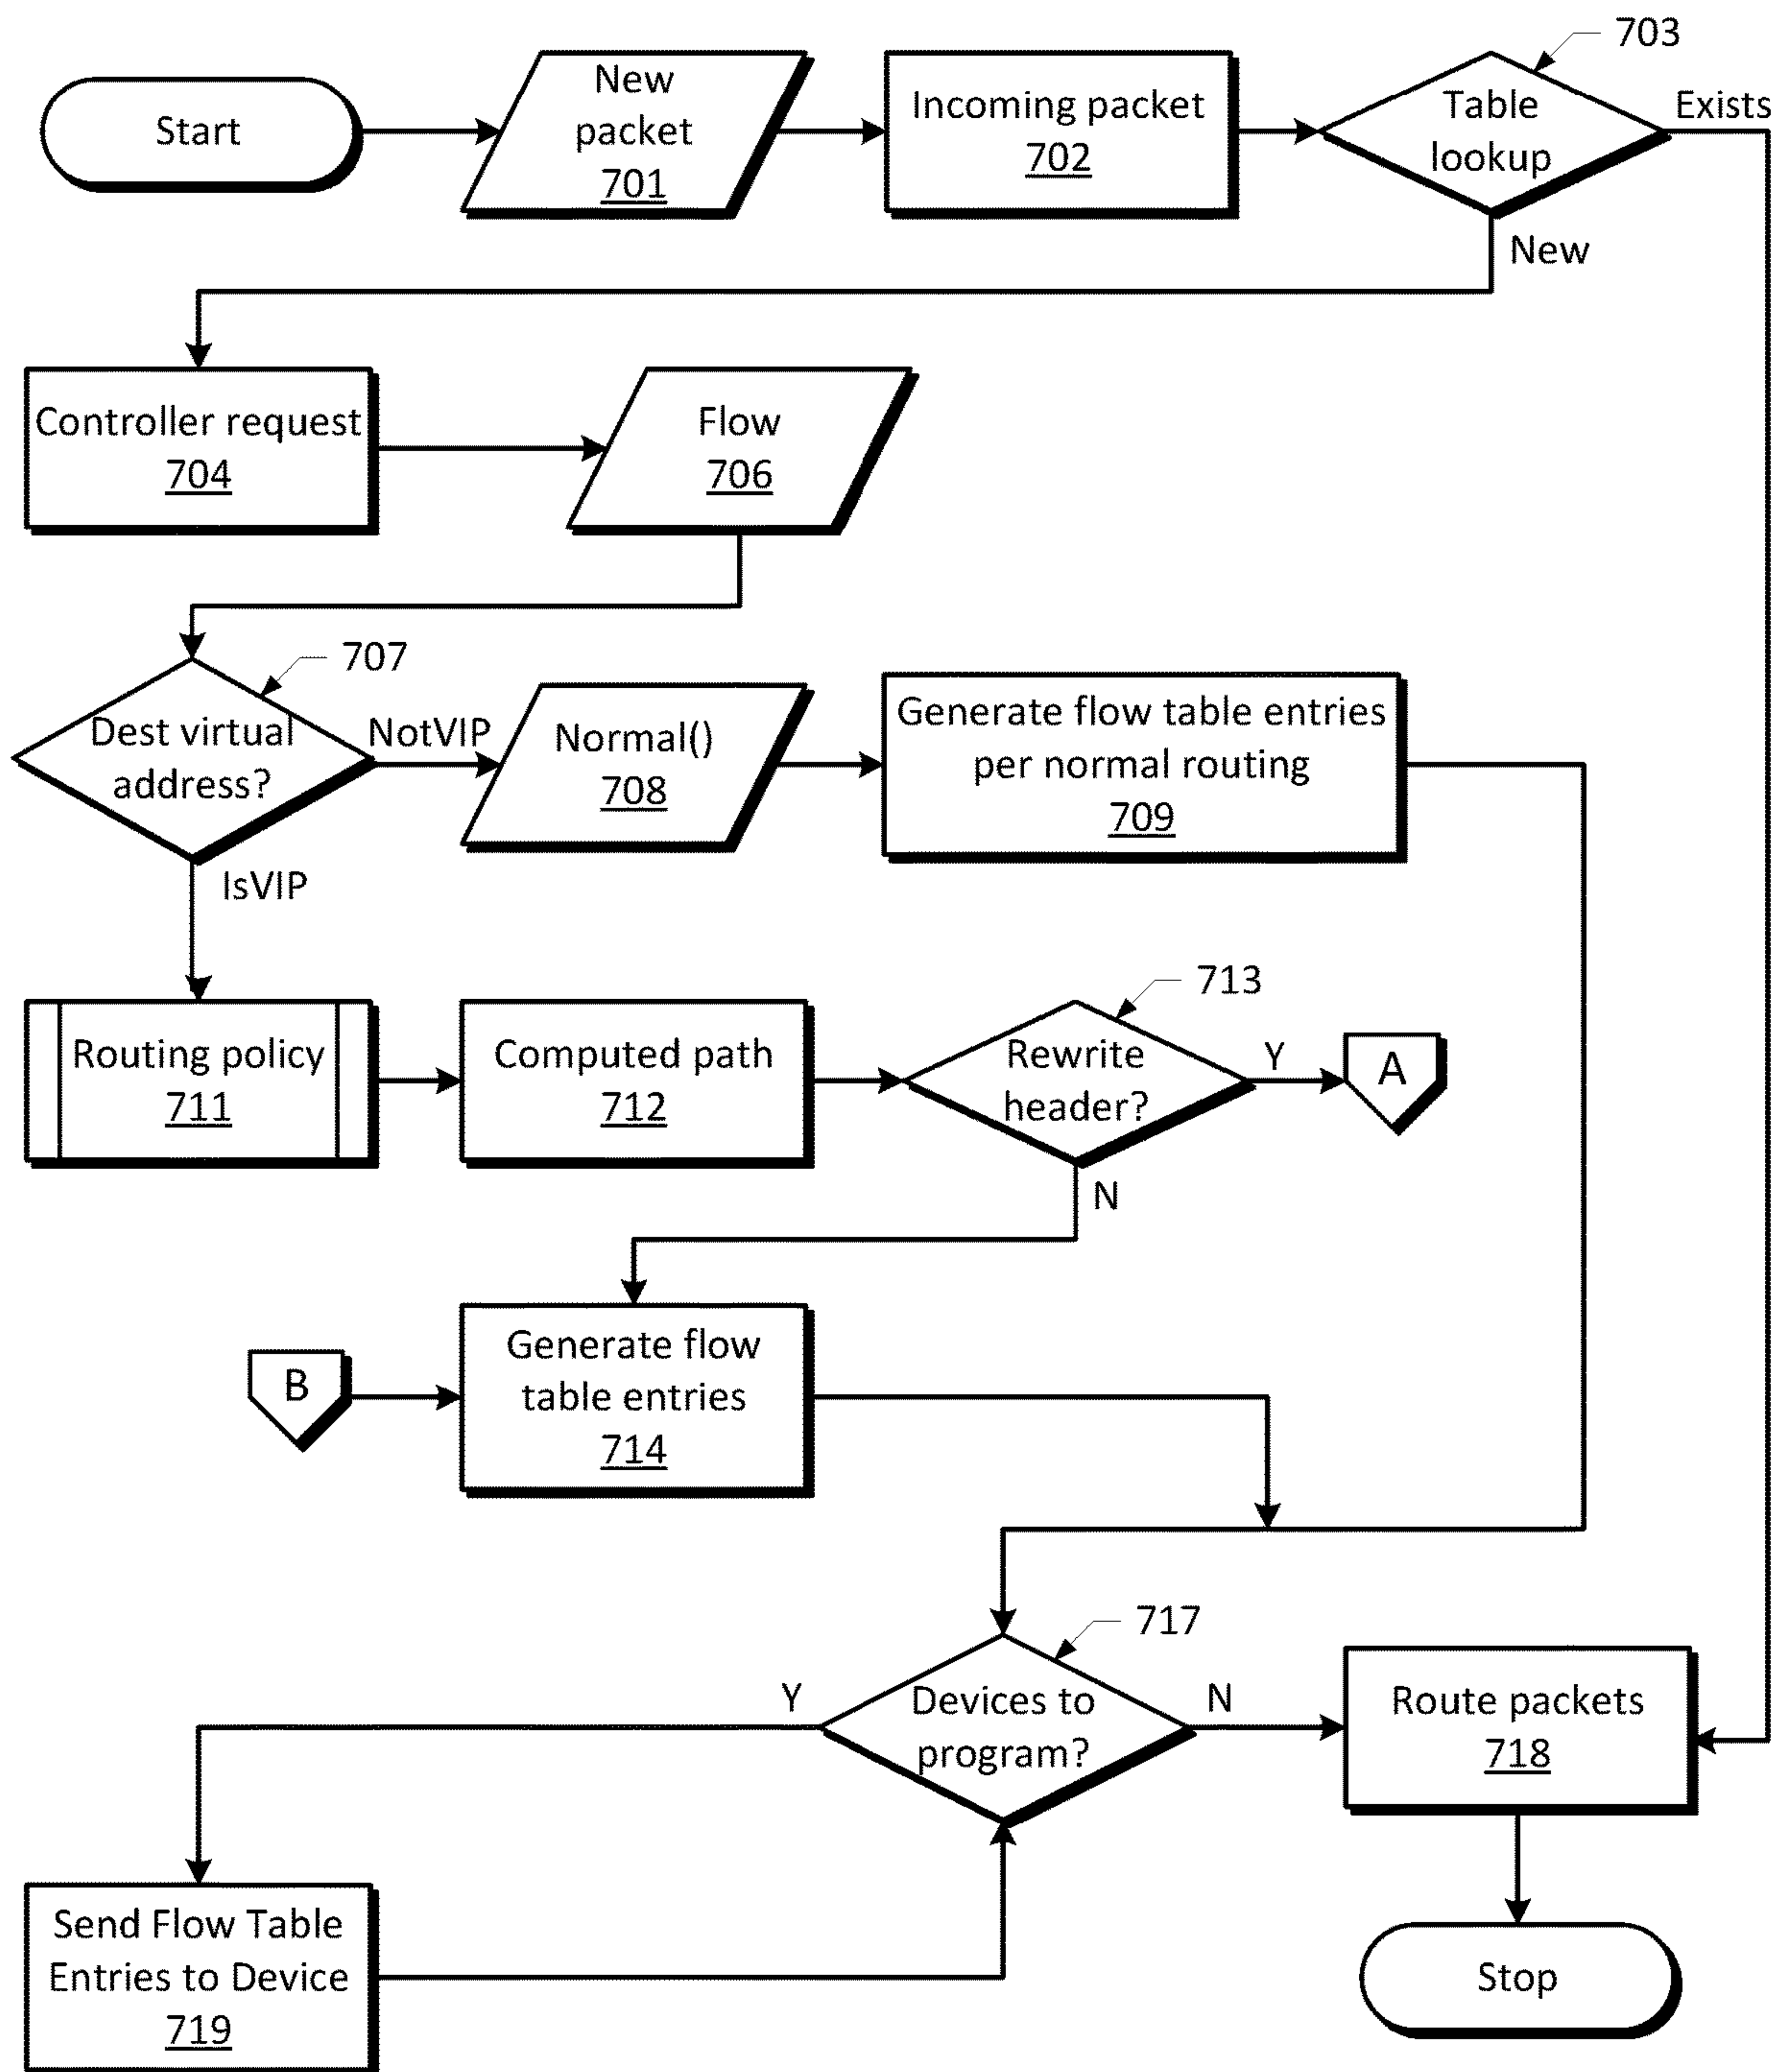 Start
New
packet
701
Incoming packet
702
703
Table
lookup
Exists
New
Controller request
704
Flow
706
707
Dest virtual
address?
NotVIP
Normal()
708
Generate flow table entries
per normal routing
709
IsVIP
Routing policy
711
Computed path
712
713
Rewrite
header?
Y
A
N
B
Generate flow
table entries
714
717
Y
Devices to
program?
N
Route packets
718
Send Flow Table
Entries to Device
719
Stop